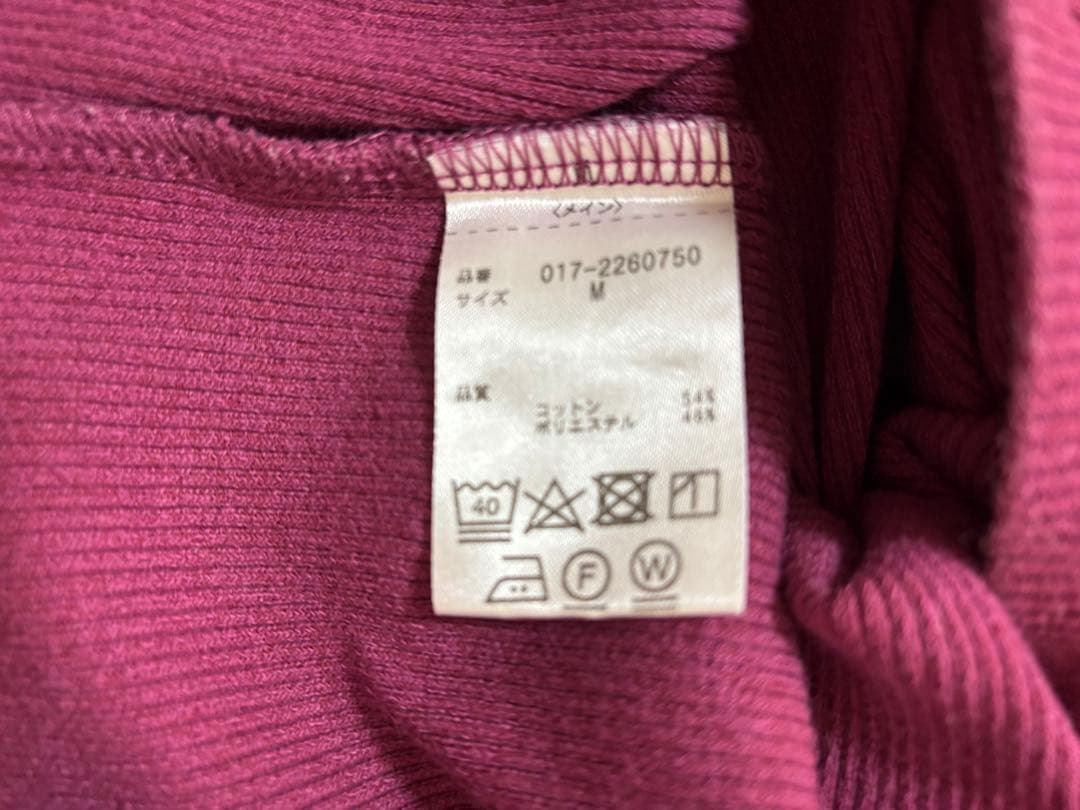 〈メイン〉
品番 017-2260750
サイズ M
品質 コットン 54%
ポリエステル 46%
40
F W